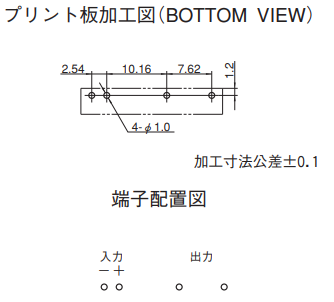 プリント板加工図(BOTTOM VIEW)
2.54 10.16 7.62 1.2
4-φ1.0
加工寸法公差±0.1
端子配置図
入力 出力
− +